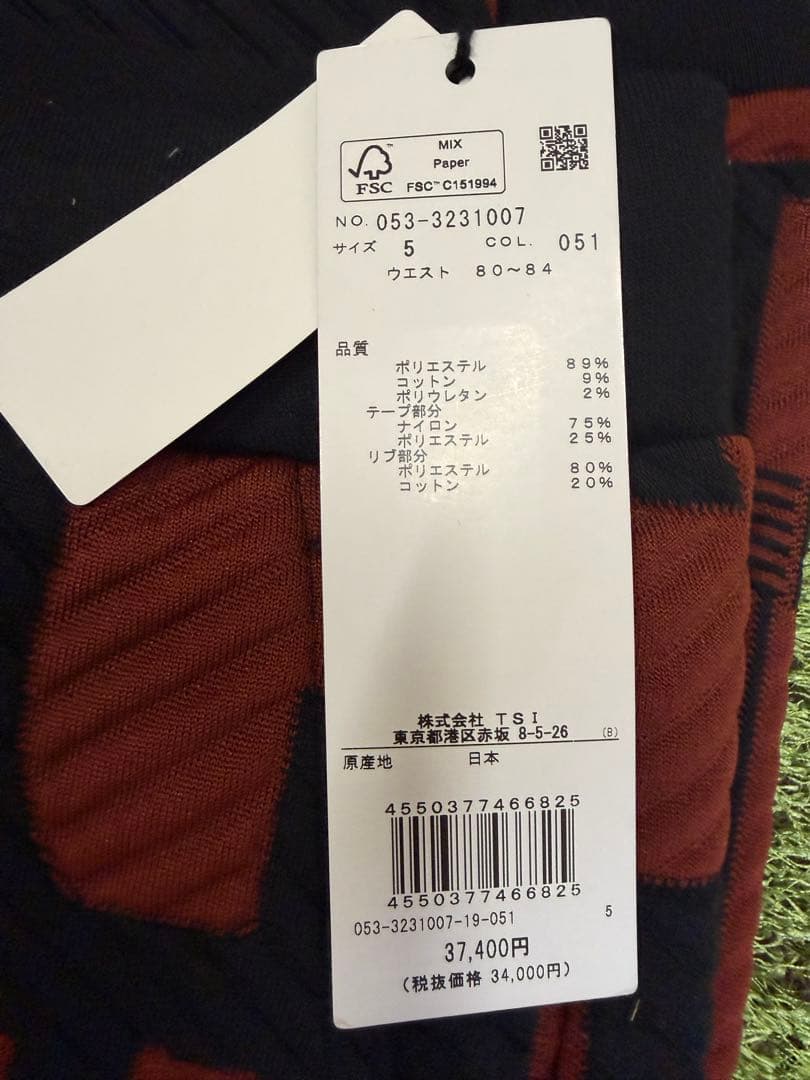 MIX
Paper
FSC™ C151994
FSC
NO. 053-3231007
サイズ 5 COL. 051
ウエスト 80～84
品質
ポリエステル 89%
コットン 9%
ポリウレタン 2%
テープ部分
ナイロン 75%
ポリエステル 25%
リブ部分
ポリエステル 80%
コットン 20%
株式会社 TSI
東京都港区赤坂 8-5-26 (B)
原産地 日本
4550377466825
4550377466825
053-3231007-19-051 5
37,400円
(税抜価格 34,000円)